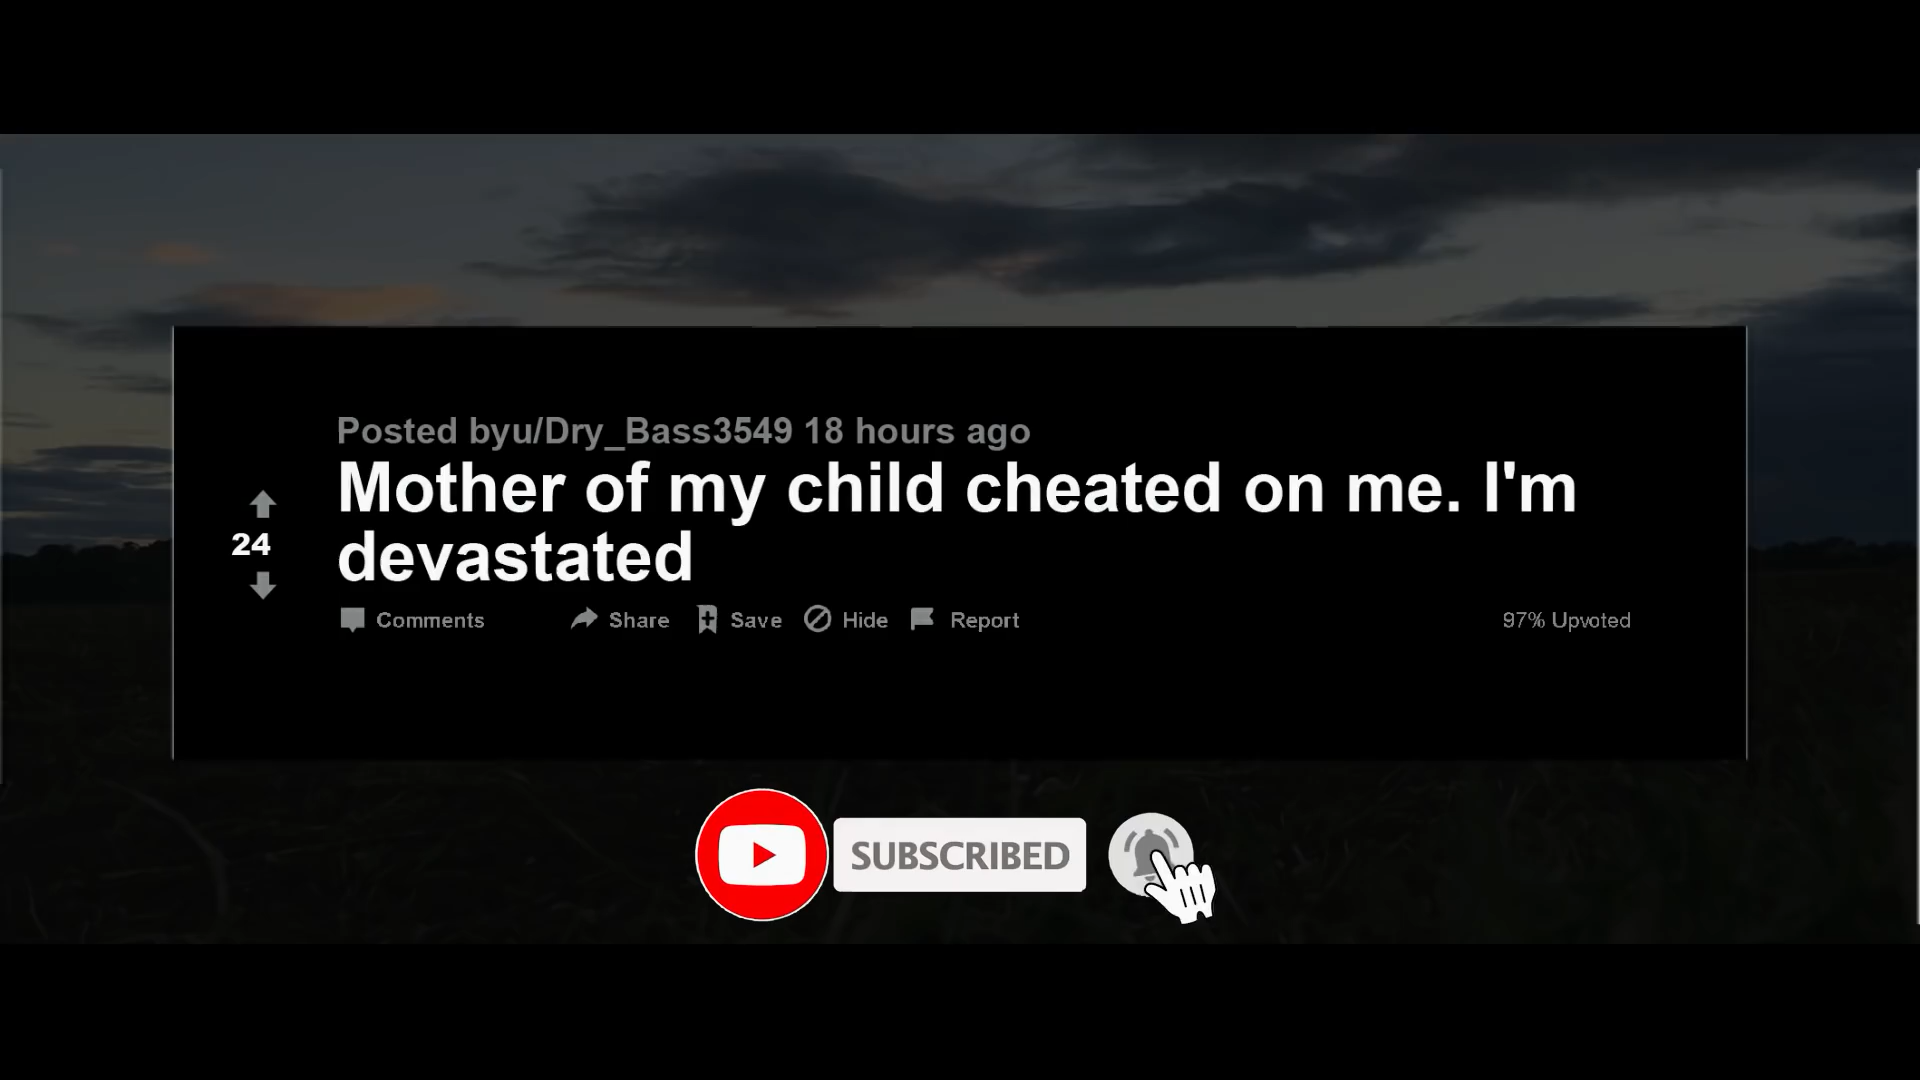 Posted byu/Dry_Bass3549 18 hours ago
Mother of my child cheated on me. I'm
devastated
24
Comments Share Save Hide Report 97% Upvoted
SUBSCRIBED